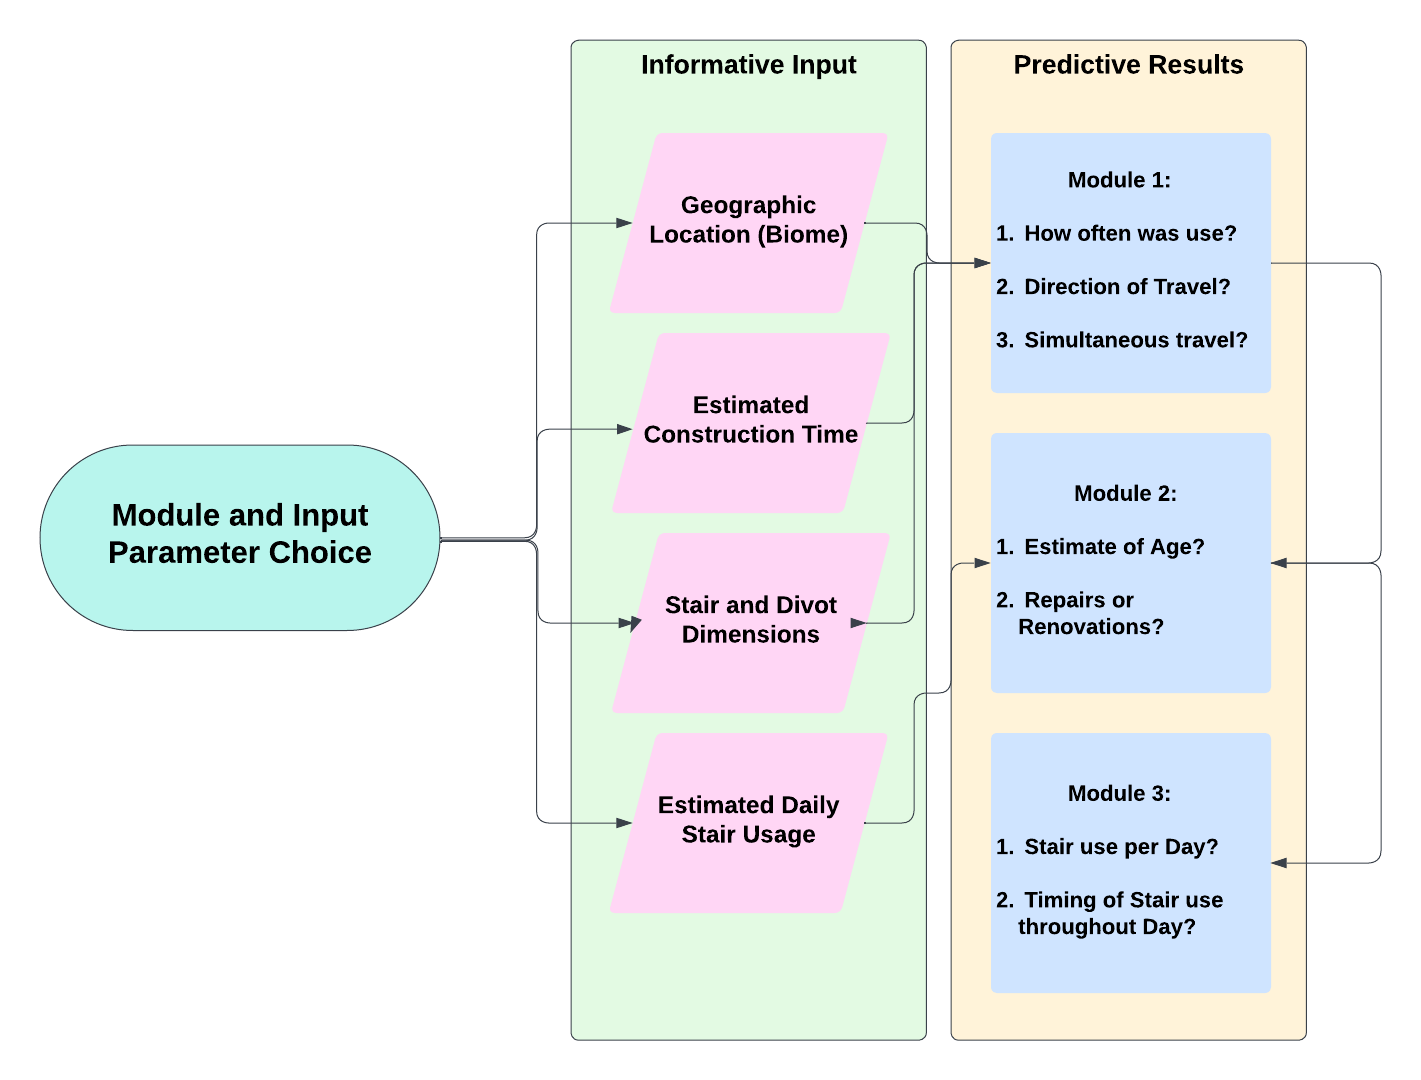 Informative Input
Predictive Results
Module and Input
Parameter Choice
Geographic
Location (Biome)
Estimated
Construction Time
Stair and Divot
Dimensions
Estimated Daily
Stair Usage
Module 1:
1. How often was use?
2. Direction of Travel?
3. Simultaneous travel?
Module 2:
1. Estimate of Age?
2. Repairs or
Renovations?
Module 3:
1. Stair use per Day?
2. Timing of Stair use
throughout Day?